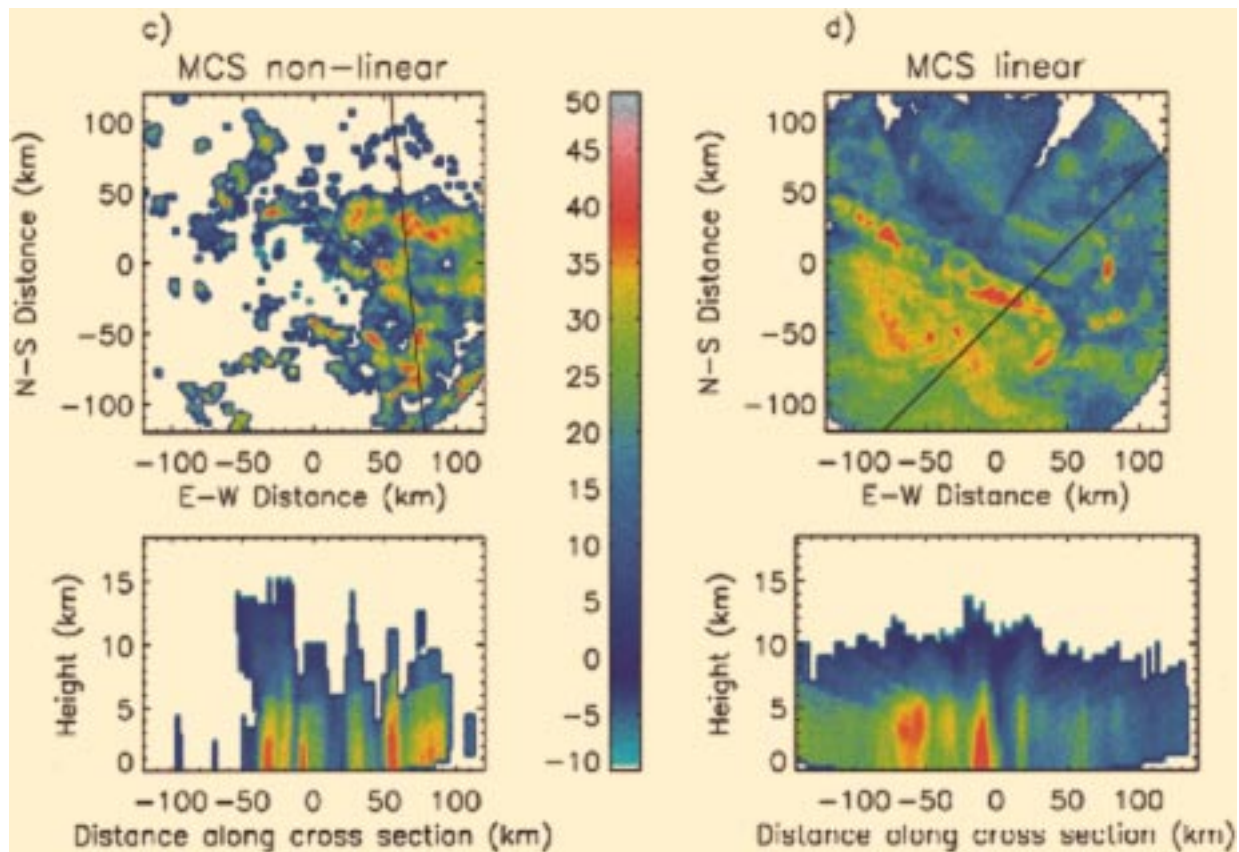 c)
MCS non-linear
N-S Distance (km)
100
50
0
-50
-100
-100 -50 0 50 100
E-W Distance (km)
Height (km)
15
10
5
0
-100 -50 0 50 100
Distance along cross section (km)
50
45
40
35
30
25
20
15
10
5
0
-5
-10
d)
MCS linear
N-S Distance (km)
100
50
0
-50
-100
-100 -50 0 50 100
E-W Distance (km)
Height (km)
15
10
5
0
-100 -50 0 50 100
Distance along cross section (km)